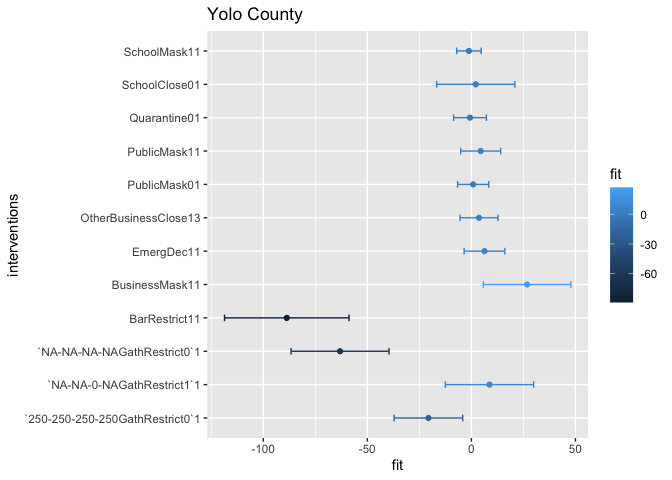 Yolo County
interventions
SchoolMask11
SchoolClose01
Quarantine01
PublicMask11
PublicMask01
OtherBusinessClose13
EmergDec11
BusinessMask11
BarRestrict11
`NA-NA-NA-NAGathRestrict0`1
`NA-NA-0-NAGathRestrict1`1
`250-250-250-250GathRestrict0`1
-100 -50 0 50
fit
fit
0
-30
-60